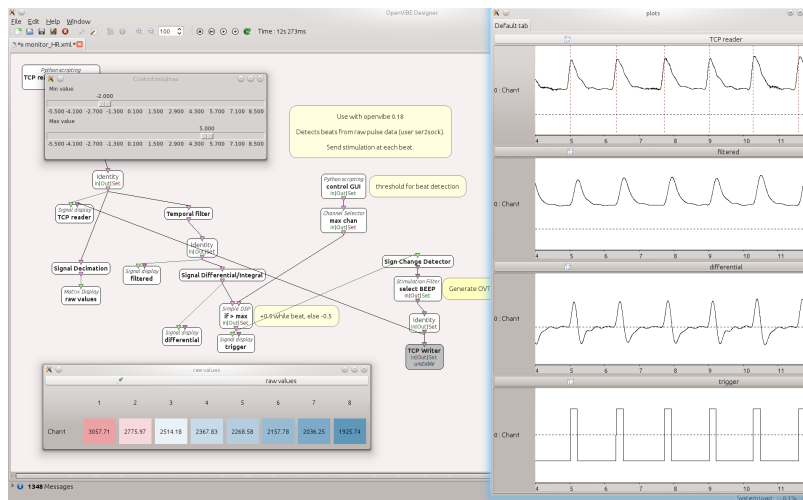 OpenViBE Designer
File Edit Help Window
100
Time : 12s 273ms
monitor_HR.xml*
Python scripting
TCP rea
Control min/max
Min value
-2.000
-5.500 -4.100 -2.700 -1.300 0.100 1.500 2.900 4.300 5.700 7.100 8.500
Max value
5.000
-5.500 -4.100 -2.700 -1.300 0.100 1.500 2.900 4.300 5.700 7.100 8.500
Use with openvibe 0.18
Detects beats from raw pulse data (user serzsock).
Send stimulation at each beat
Identity
In|Out|Set
Signal display
TCP reader
Temporal filter
Python scripting
control GUI
In|Out|Set
threshold for beat detection
Channel Selector
max chan
In|Out|Set
Identity
In|Out|Set
Signal Decimation
Signal display
filtered
Signal Differential/Integral
Sign-Change Detector
Matrix Display
raw values
Stimulation Filter
select BEEP
In|Out|Set
Generate OVT
Simple DSP
if > max
In|Out|Set
+0.5 while beat, else -0.5
Signal display
differential
Signal display
trigger
Identity
In|Out|Set
TCP Writer
In|Out|Set
unstable
raw values
raw values
1 2 3 4 5 6 7 8
Chan1 3057.71 2775.97 2514.18 2367.83 2268.58 2157.78 2036.25 1925.74
1348 Messages
plots
Default tab
TCP reader
0 : Chan1
4 5 6 7 8 9 10 11
filtered
0 : Chan1
4 5 6 7 8 9 10 11
differential
0 : Chan1
4 5 6 7 8 9 10 11
trigger
0 : Chan1
4 5 6 7 8 9 10 11
System load : 0.1%